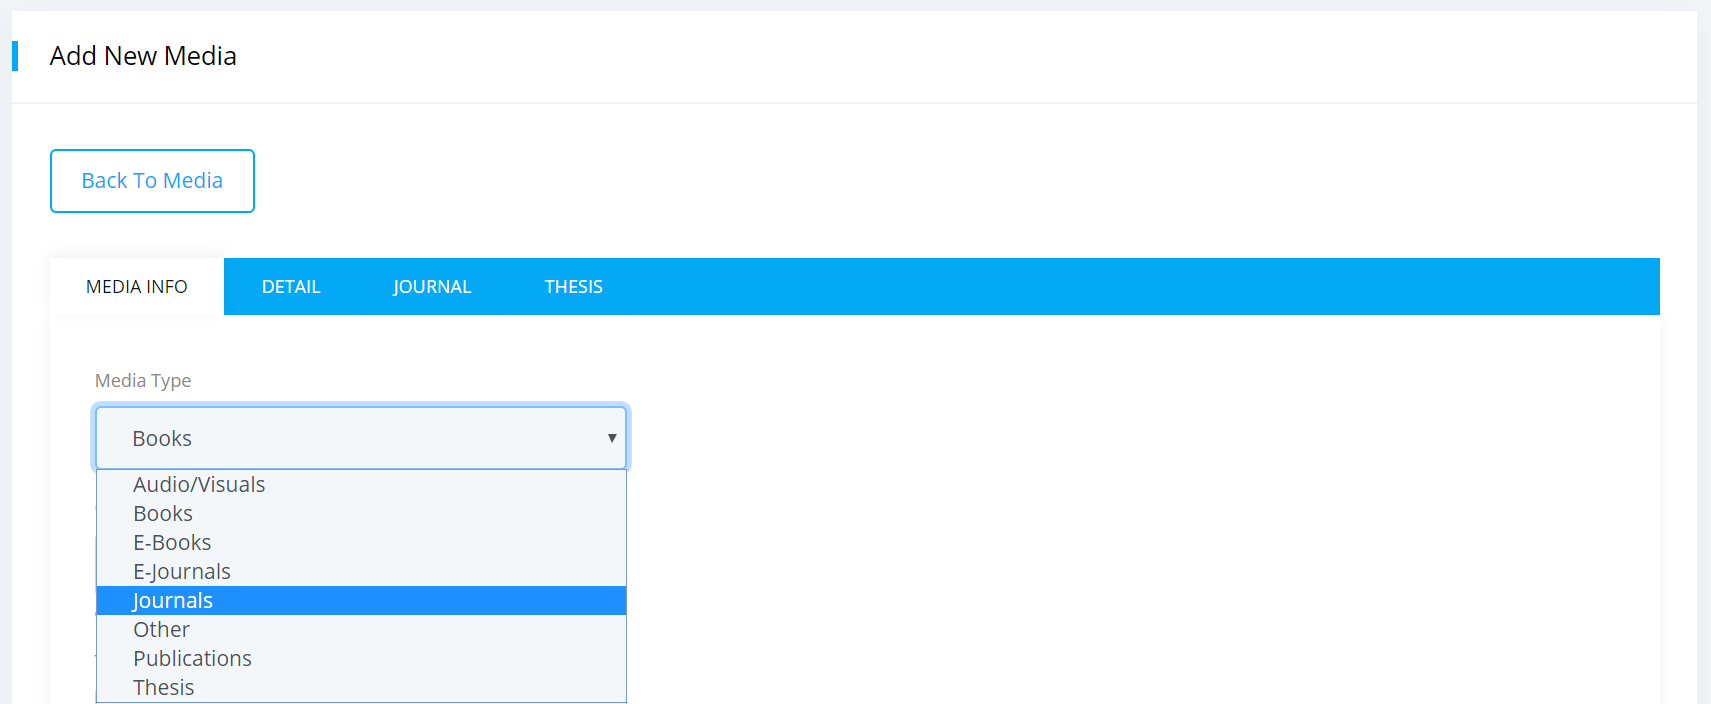 Add New Media
Back To Media
MEDIA INFO DETAIL JOURNAL THESIS
Media Type
Books
Audio/Visuals
Books
E-Books
E-Journals
Journals
Other
Publications
Thesis